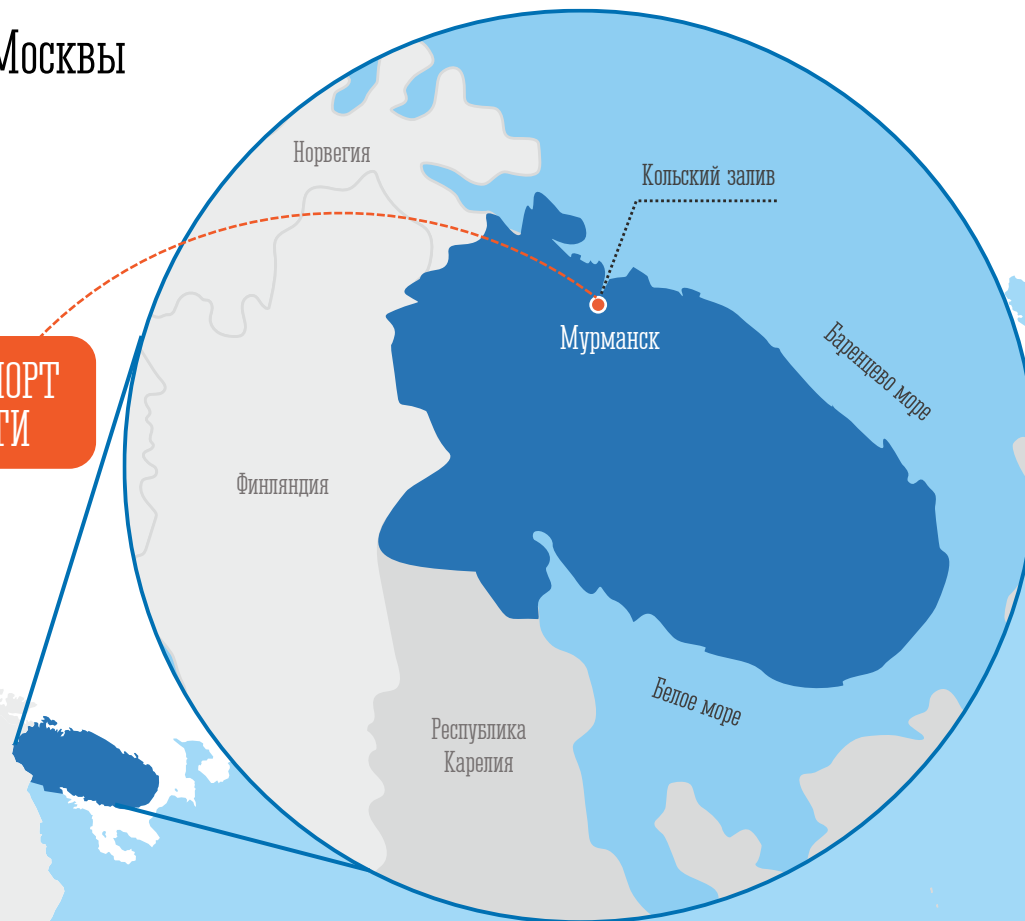 Москвы
Норвегия
Кольский залив
Мурманск
Баренцево море
Финляндия
Белое море
Республика
Карелия